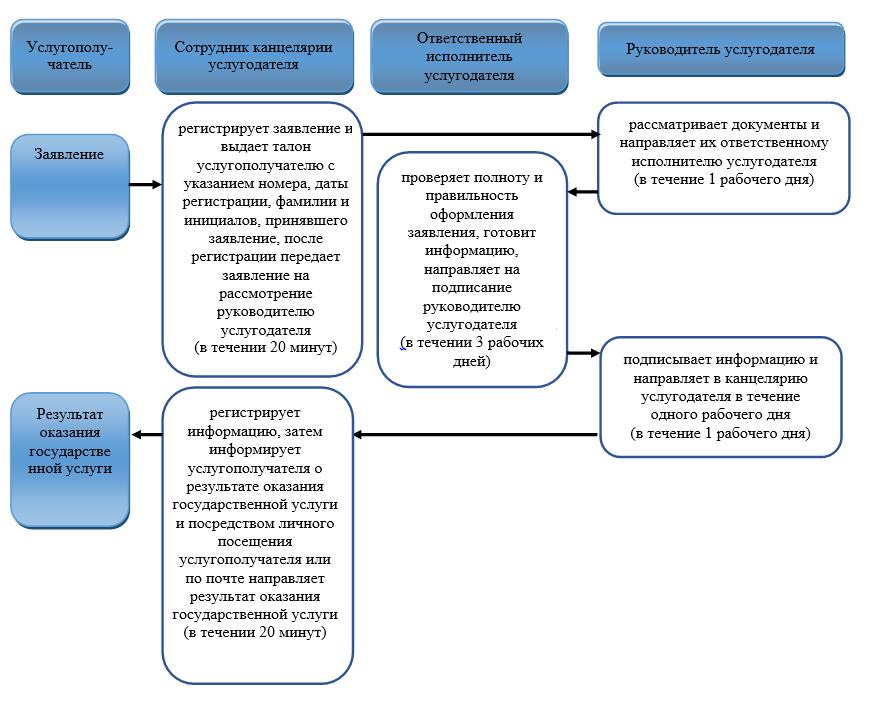 Услугополу-
чатель
Сотрудник канцелярии
услугодателя
Ответственный
исполнитель
услугодателя
Руководитель услугодателя
Заявление
регистрирует заявление и
выдает талон
услугополучателю с
указанием номера, даты
регистрации, фамилии и
инициалов, принявшего
заявление, после
регистрации передает
заявление на
рассмотрение
руководителю
услугодателя
(в течении 20 минут)
рассматривает документы и
направляет их ответственному
исполнителю услугодателя
(в течение 1 рабочего дня)
проверяет полноту и
правильность
оформления
заявления, готовит
информацию,
направляет на
подписание
руководителю
услугодателя
(в течении 3 рабочих
дней)
подписывает информацию и
направляет в канцелярию
услугодателя в течение
одного рабочего дня
(в течение 1 рабочего дня)
регистрирует
информацию, затем
информирует
услугополучателя о
результате оказания
государственной услуги
и посредством личного
посещения
услугополучателя или
по почте направляет
результат оказания
государственной услуги
(в течении 20 минут)
Результат
оказания
государстве
нной услуги